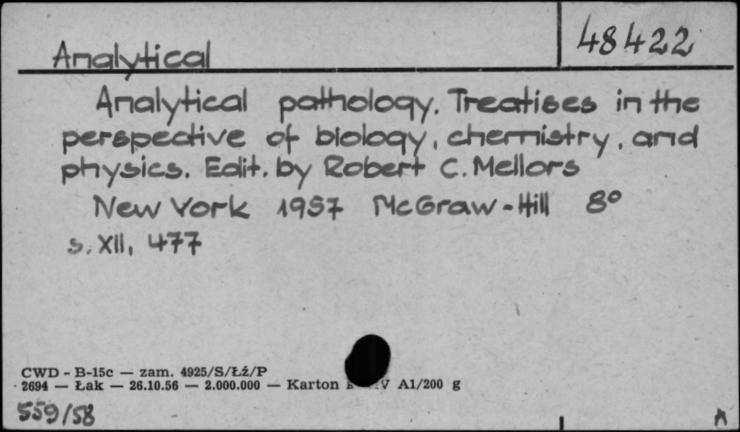 48422
Analytical
Analytical pathology. Treatises in the
perspective of biology, chemistry, and
physics. Edit. by Robert C. Mellors
New York 1957 McGraw-Hill 8°
s. XII, 477
CWD - B-15c — zam. 4925/S/Łź/P
2694 — Łak — 26.10.56 — 2.000.000 — Karton A1/200 g
559/58
A